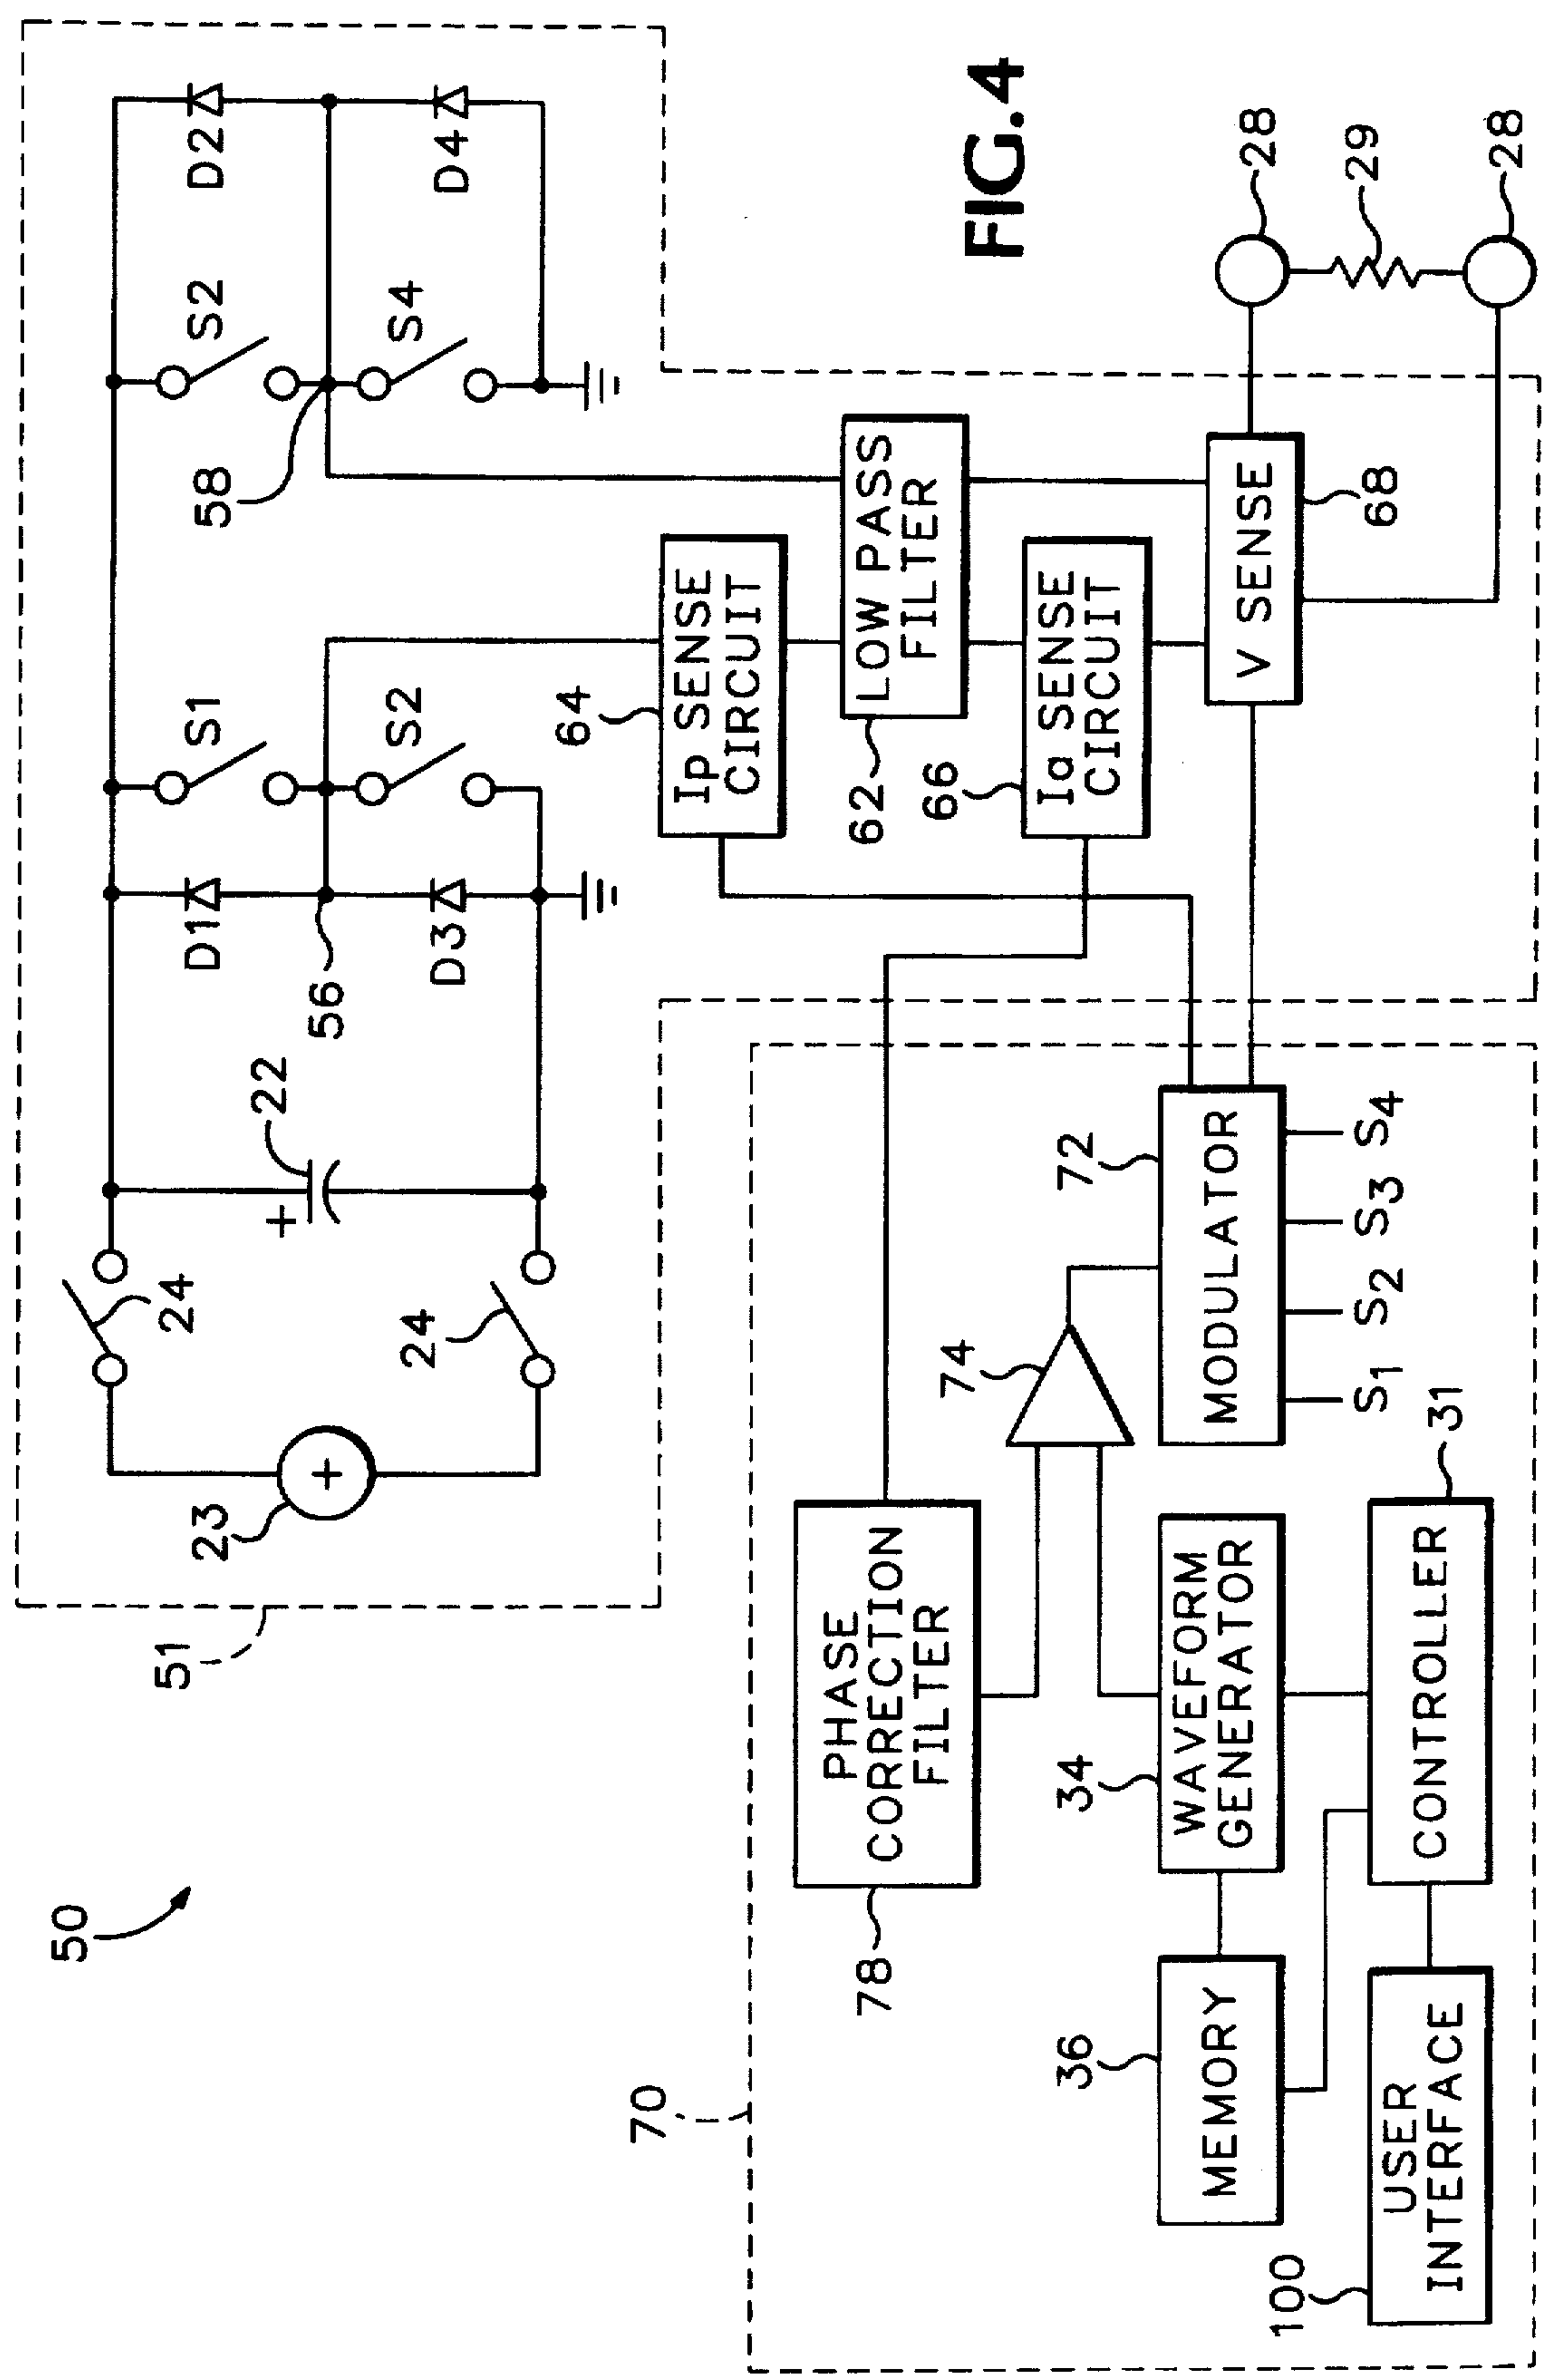 50
51
23
24
24
22
+
+
56
D1
D3
S1
S2
58
S2
S4
D2
D4
64
Ip SENSE
CIRCUIT
62
LOW PASS
FILTER
66
Ia SENSE
CIRCUIT
V SENSE
68
28
29
28
FIG.4
70
78
PHASE
CORRECTION
FILTER
74
72
MODULATOR
S1
S2
S3
S4
36
MEMORY
34
WAVEFORM
GENERATOR
31
CONTROLLER
100
USER
INTERFACE